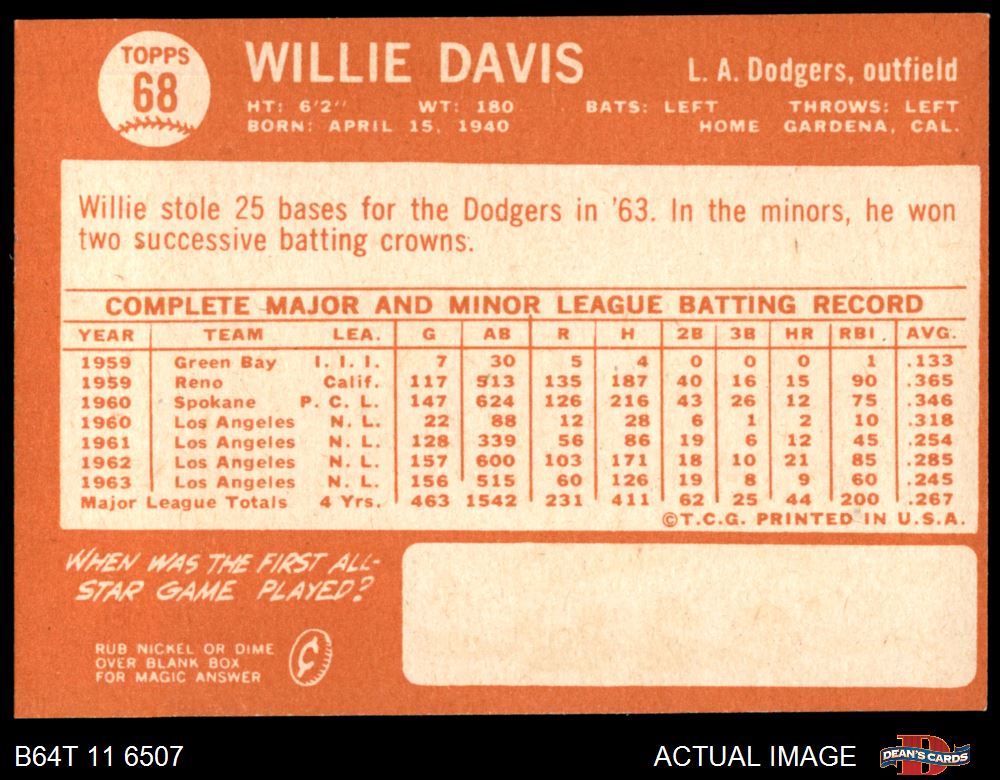 TOPPS
68
WILLIE DAVIS
L. A. Dodgers, outfield
HT: 6'2" WT: 180 BATS: LEFT THROWS: LEFT
BORN: APRIL 15, 1940 HOME GARDENA, CAL.
Willie stole 25 bases for the Dodgers in '63. In the minors, he won
two successive batting crowns.
COMPLETE MAJOR AND MINOR LEAGUE BATTING RECORD
YEAR TEAM LEA. G AB R H 2B 3B HR RBI AVG.
1959 Green Bay I. I. I. 7 30 5 4 0 0 0 1 .133
1959 Reno Calif. 117 513 135 187 40 16 15 90 .365
1960 Spokane P. C. L. 147 624 126 216 43 26 12 75 .346
1960 Los Angeles N. L. 22 88 12 28 6 1 2 10 .318
1961 Los Angeles N. L. 128 339 56 86 19 6 12 45 .254
1962 Los Angeles N. L. 157 600 103 171 18 10 21 85 .285
1963 Los Angeles N. L. 156 515 60 126 19 8 9 60 .245
Major League Totals 4 Yrs. 463 1542 231 411 62 25 44 200 .267
©T.C.G. PRINTED IN U.S.A.
WHEN WAS THE FIRST ALL-
STAR GAME PLAYED?
RUB NICKEL OR DIME
OVER BLANK BOX
FOR MAGIC ANSWER
¢
B64T 11 6507
ACTUAL IMAGE
D
DEAN'S CARDS